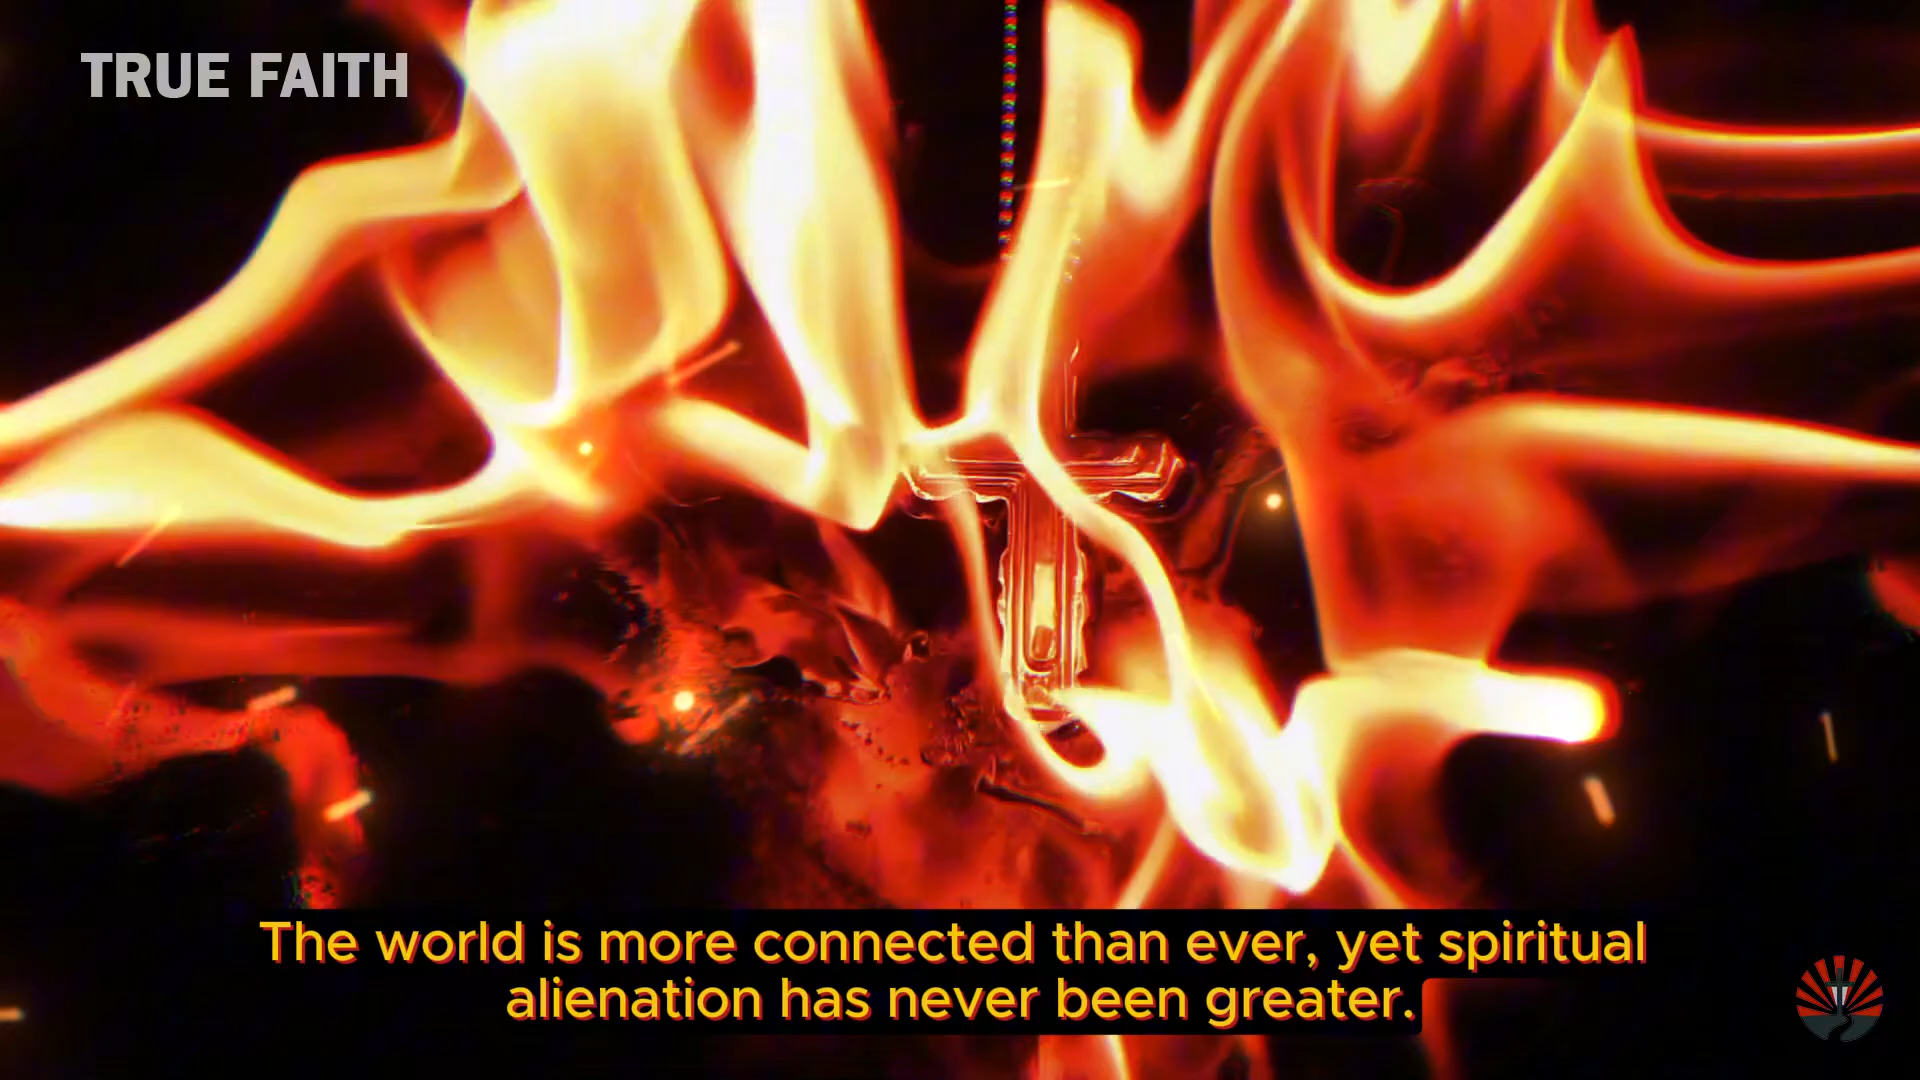 TRUE FAITH
The world is more connected than ever, yet spiritual
alienation has never been greater.